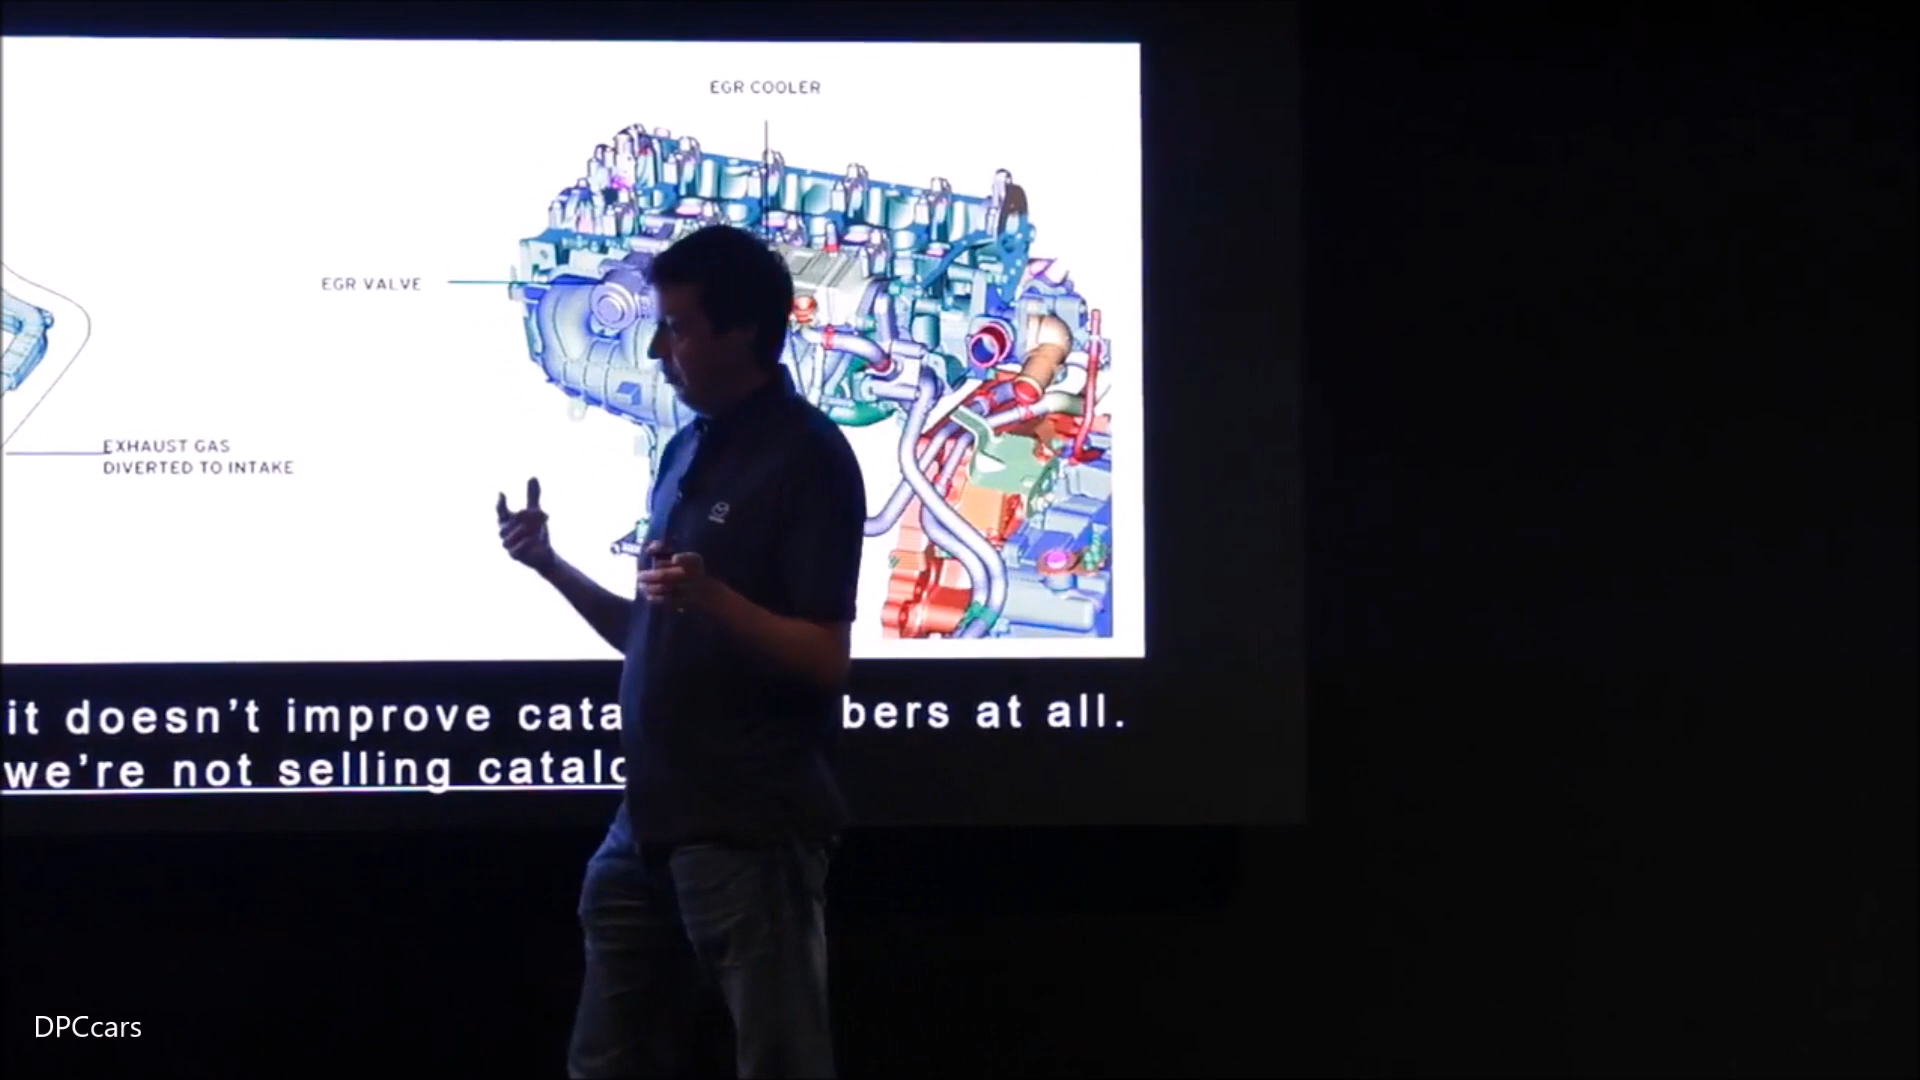 EGR COOLER
EGR VALVE
EXHAUST GAS
DIVERTED TO INTAKE
it doesn't improve cata bers at all.
we're not selling catalo
DPCcars